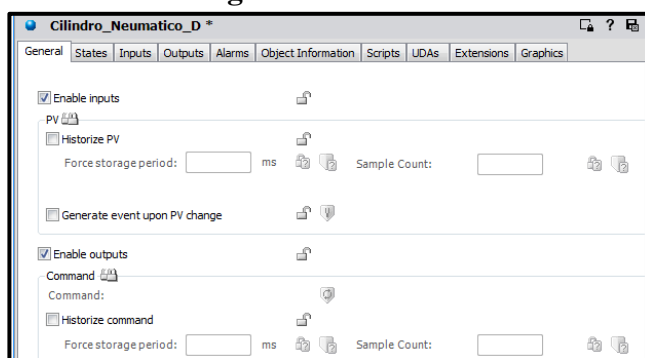 Cilindro_Neumatico_D *
?
General States Inputs Outputs Alarms Object Information Scripts UDAs Extensions Graphics
Enable inputs
PV
Historize PV
Force storage period: ms Sample Count:
Generate event upon PV change
Enable outputs
Command
Command:
Historize command
Force storage period: ms Sample Count: